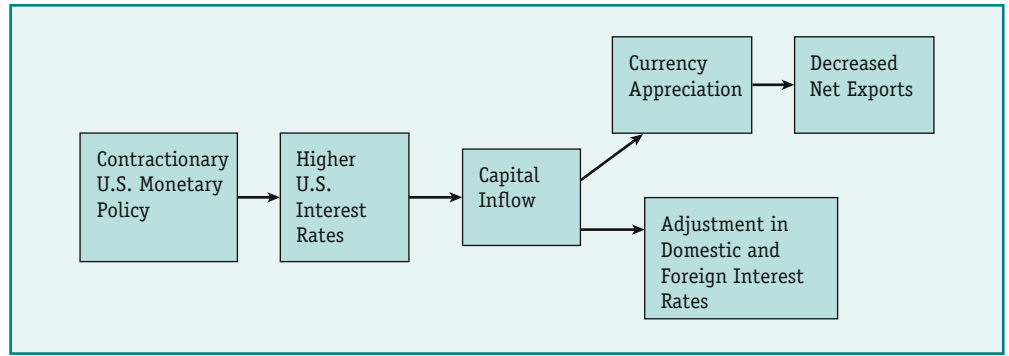 Contractionary
U.S. Monetary
Policy
Higher
U.S.
Interest
Rates
Capital
Inflow
Currency
Appreciation
Decreased
Net Exports
Adjustment in
Domestic and
Foreign Interest
Rates